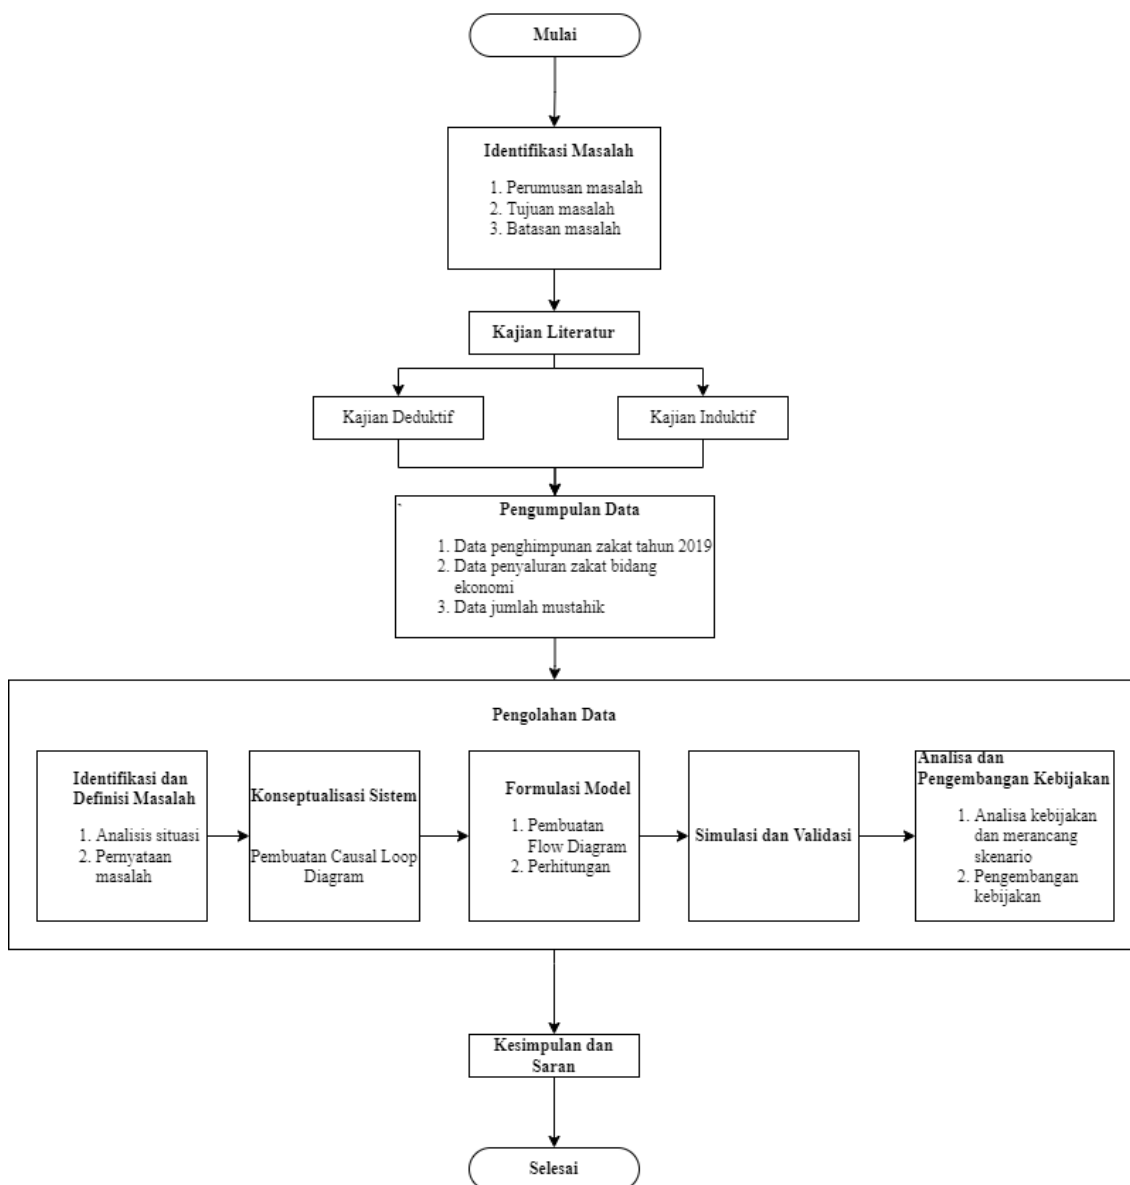 Mulai
Identifikasi Masalah
1. Perumusan masalah
2. Tujuan masalah
3. Batasan masalah
Kajian Literatur
Kajian Deduktif
Kajian Induktif
Pengumpulan Data
1. Data penghimpunan zakat tahun 2019
2. Data penyaluran zakat bidang
ekonomi
3. Data jumlah mustahik
Pengolahan Data
Identifikasi dan
Definisi Masalah
1. Analisis situasi
2. Pernyataan
masalah
Konseptualisasi Sistem
Pembuatan Causal Loop
Diagram
Formulasi Model
1. Pembuatan
Flow Diagram
2. Perhitungan
Simulasi dan Validasi
Analisa dan
Pengembangan Kebijakan
1. Analisa kebijakan
dan merancang
skenario
2. Pengembangan
kebijakan
Kesimpulan dan
Saran
Selesai